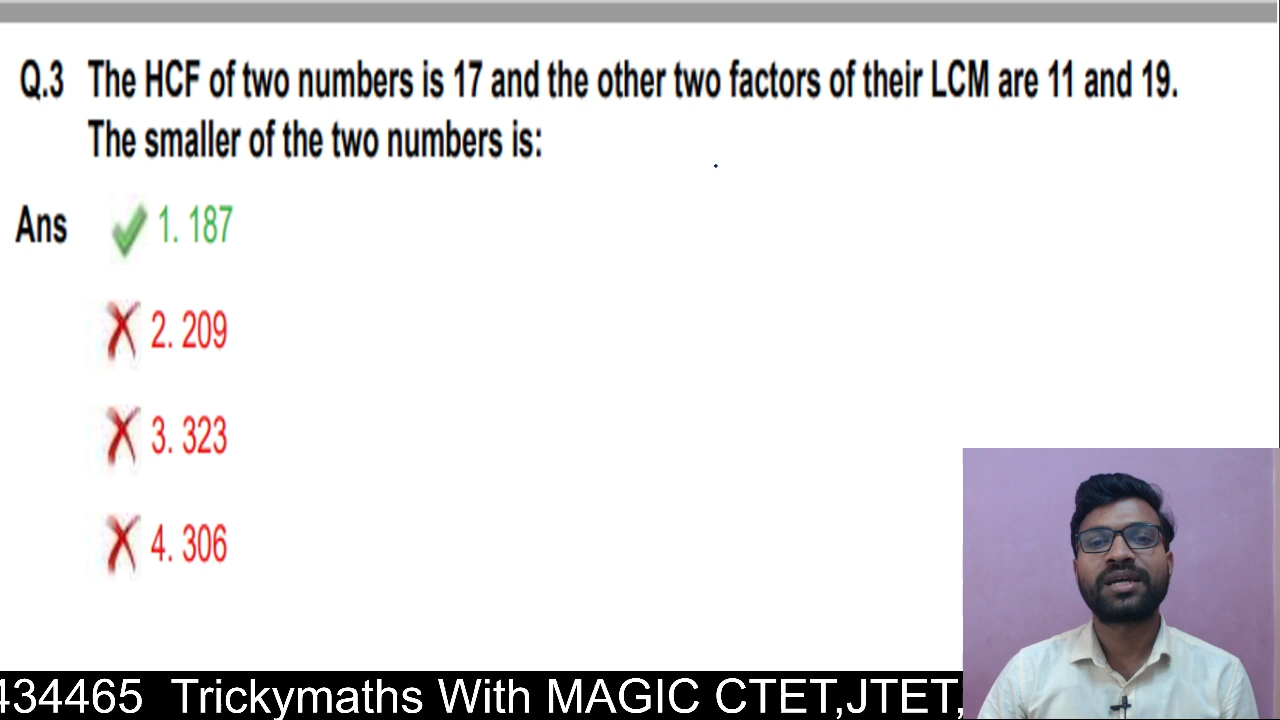 Q.3 The HCF of two numbers is 17 and the other two factors of their LCM are 11 and 19.
The smaller of the two numbers is:
Ans 1. 187
2. 209
3. 323
4. 306
434465 Trickymaths With MAGIC CTET,JTET,